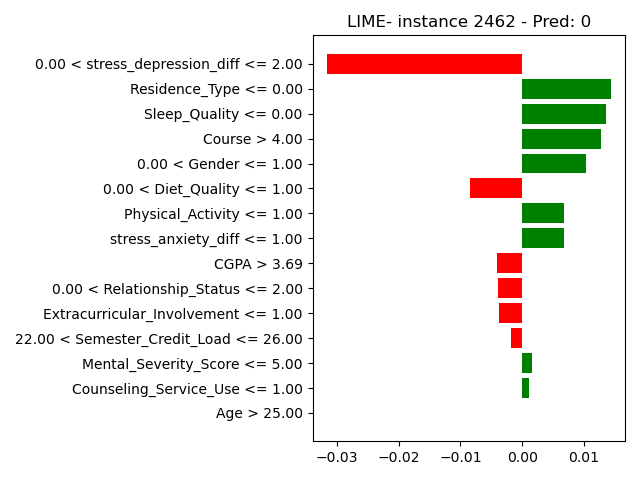 LIME- instance 2462 - Pred: 0
0.00 < stress_depression_diff <= 2.00
Residence_Type <= 0.00
Sleep_Quality <= 0.00
Course > 4.00
0.00 < Gender <= 1.00
0.00 < Diet_Quality <= 1.00
Physical_Activity <= 1.00
stress_anxiety_diff <= 1.00
CGPA > 3.69
0.00 < Relationship_Status <= 2.00
Extracurricular_Involvement <= 1.00
22.00 < Semester_Credit_Load <= 26.00
Mental_Severity_Score <= 5.00
Counseling_Service_Use <= 1.00
Age > 25.00
−0.03 −0.02 −0.01 0.00 0.01